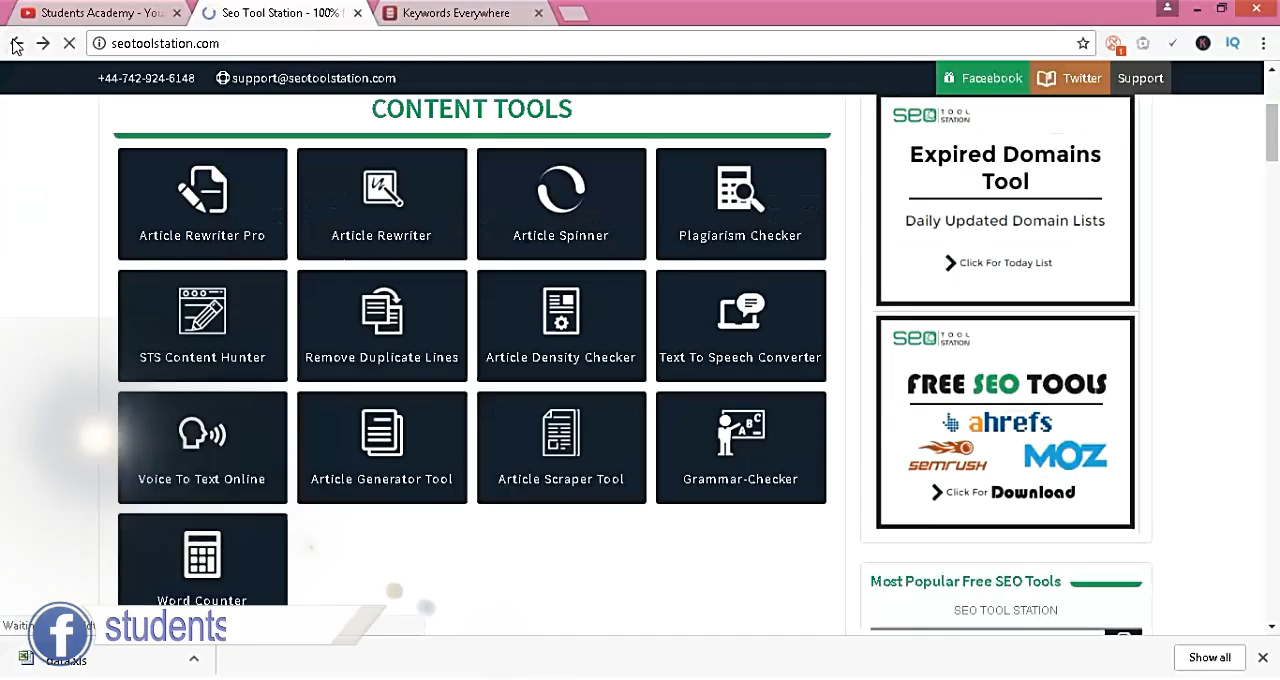 Students Academy - You
Seo Tool Station - 100%
Keywords Everywhere
seotoolstation.com
IQ
+44-742-924-6148
support@seotoolstation.com
Faceebook
Twitter
Support
CONTENT TOOLS
Article Rewriter Pro
Article Rewriter
Article Spinner
Plagiarism Checker
STS Content Hunter
Remove Duplicate Lines
Article Density Checker
Text To Speech Converter
Voice To Text Online
Article Generator Tool
Article Scraper Tool
Grammar-Checker
Word Counter
SEO TOOL STATION
Expired Domains
Tool
Daily Updated Domain Lists
Click For Today List
SEO TOOL STATION
FREE SEO TOOLS
ahrefs
SEMRUSH
MOZ
Click For Download
Most Popular Free SEO Tools
SEO TOOL STATION
students
Show all